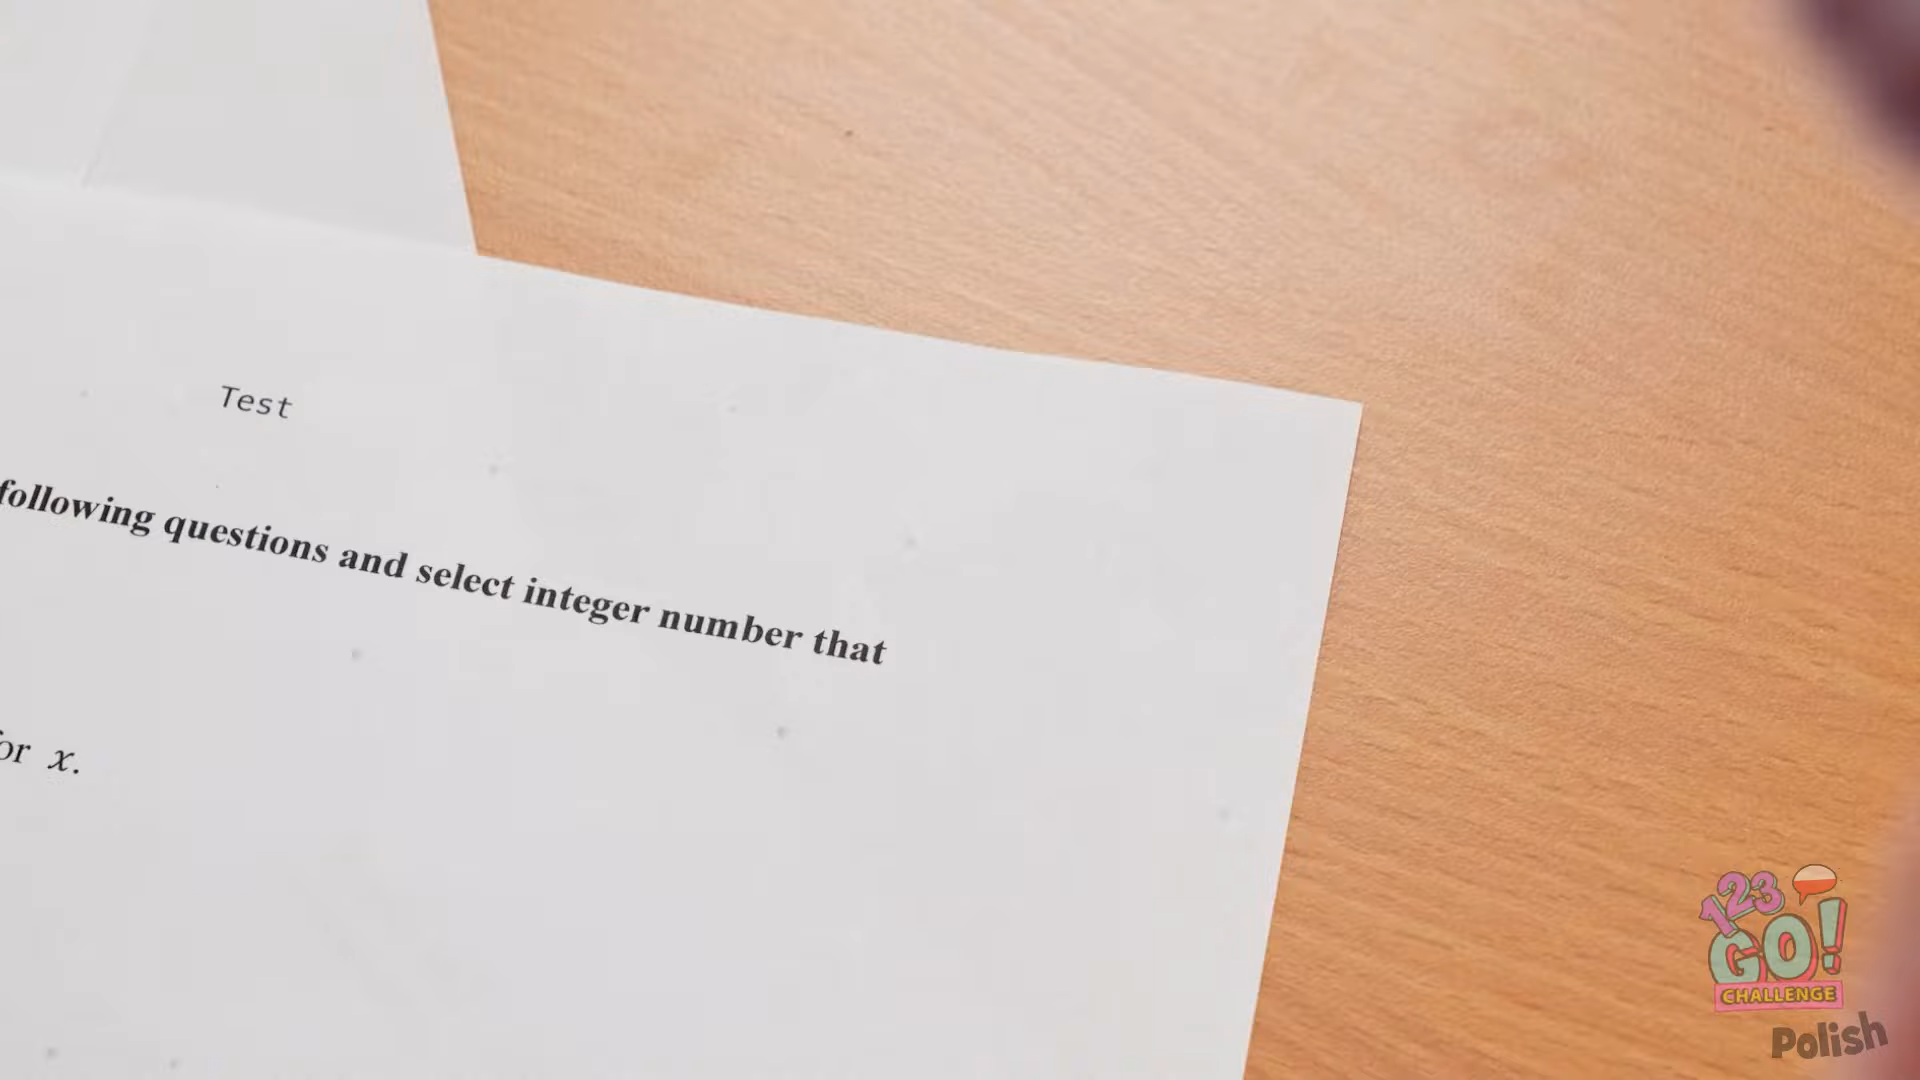 Test
following questions and select integer number that
or x.
123
GO!
CHALLENGE
Polish